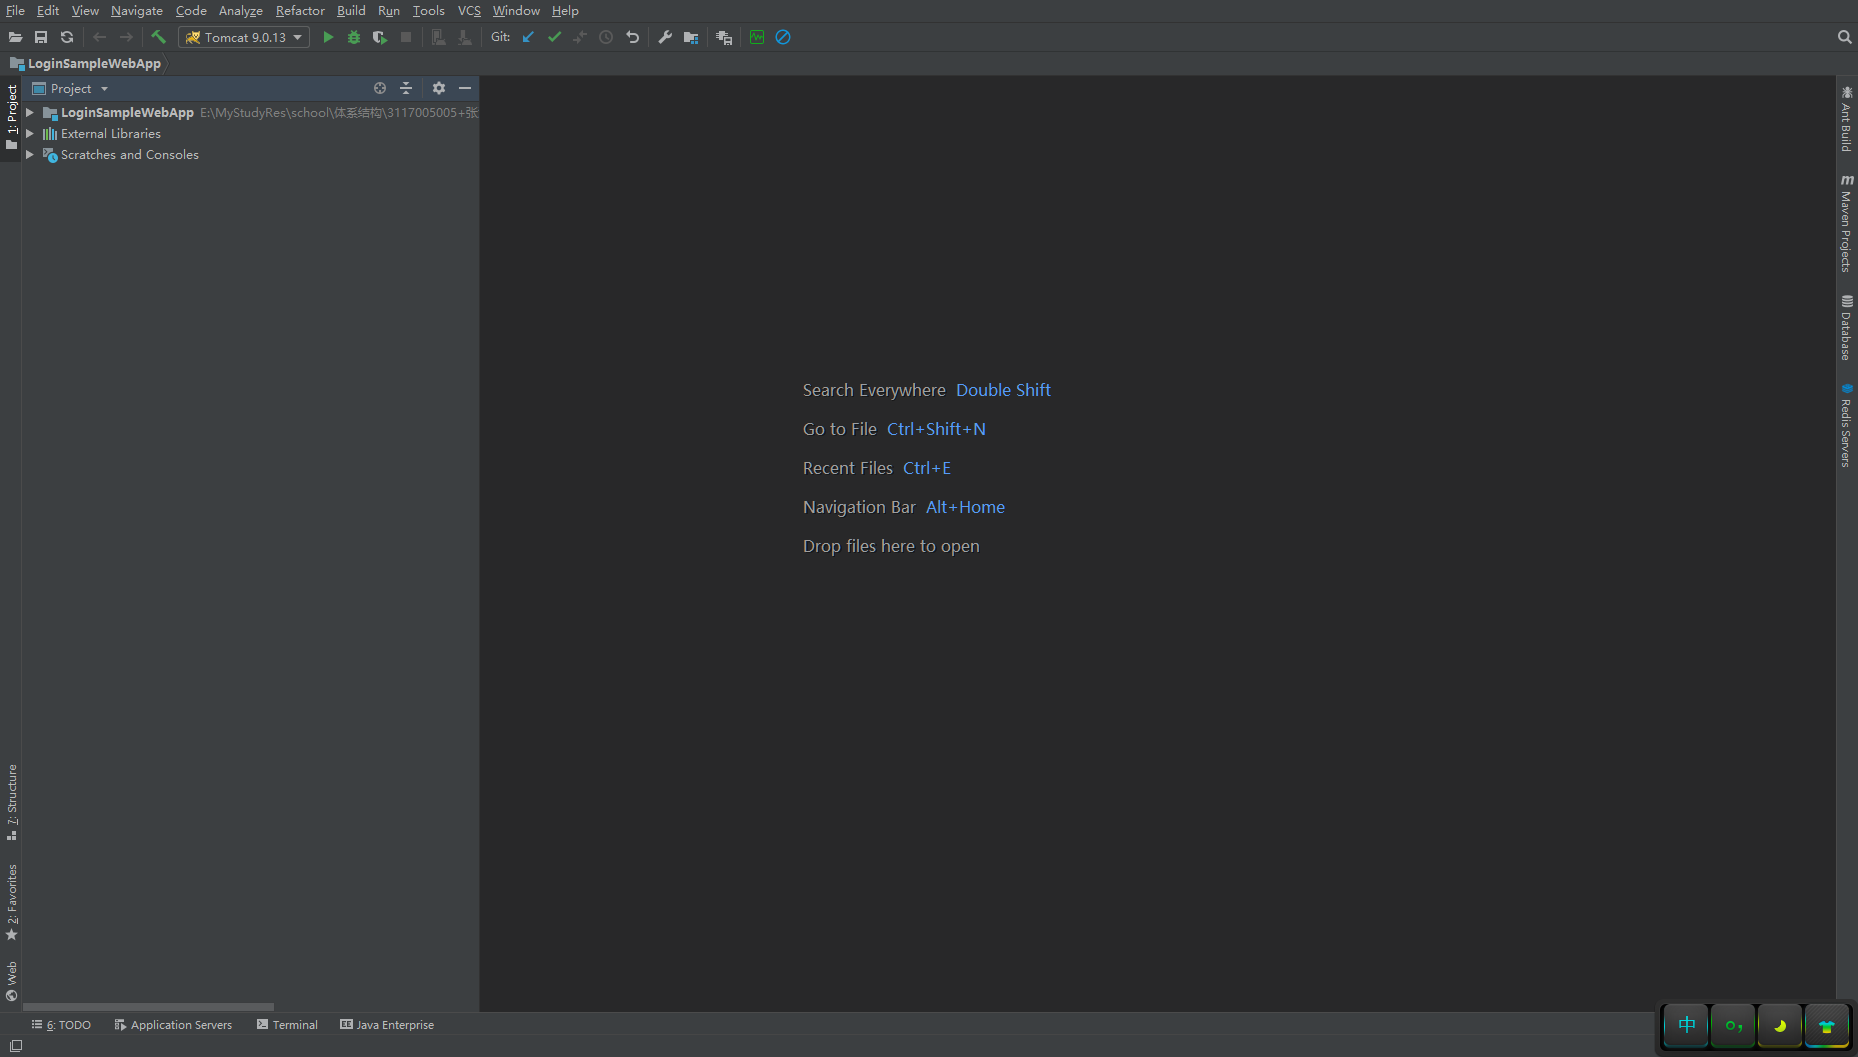 File Edit View Navigate Code Analyze Refactor Build Run Tools VCS Window Help
Tomcat 9.0.13 Git:
LoginSampleWebApp
Project
LoginSampleWebApp E:\MyStudyRes\school\体系结构\3117005005+张
External Libraries
Scratches and Consoles
1: Project
7: Structure
2: Favorites
Web
Search Everywhere Double Shift
Go to File Ctrl+Shift+N
Recent Files Ctrl+E
Navigation Bar Alt+Home
Drop files here to open
Ant Build
Maven Projects
Database
Redis Servers
6: TODO Application Servers Terminal Java Enterprise
中